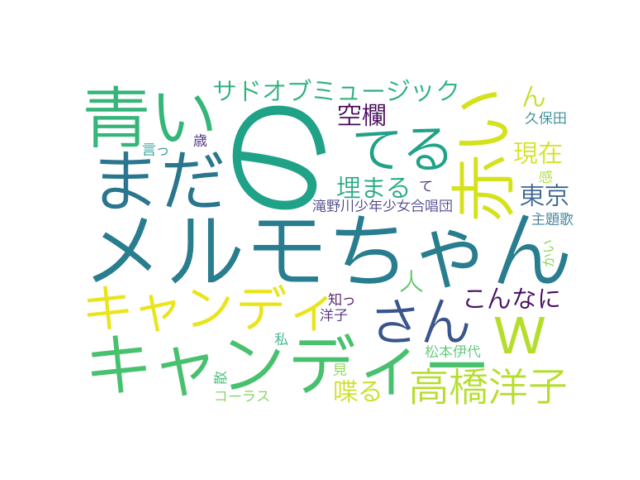 サドオブミュージック
ん
青い
6
空欄
久保田
歳
言っ
てる
赤い
現在
まだ
埋まる
て
感
東京
滝野川少年少女合唱団
主題歌
メルモちゃん
いつか
人
キャンディ
知っ
さん
こんなに
洋子
w
キャンディー
私
松本伊代
見
散
喋る
高橋洋子
コーラス